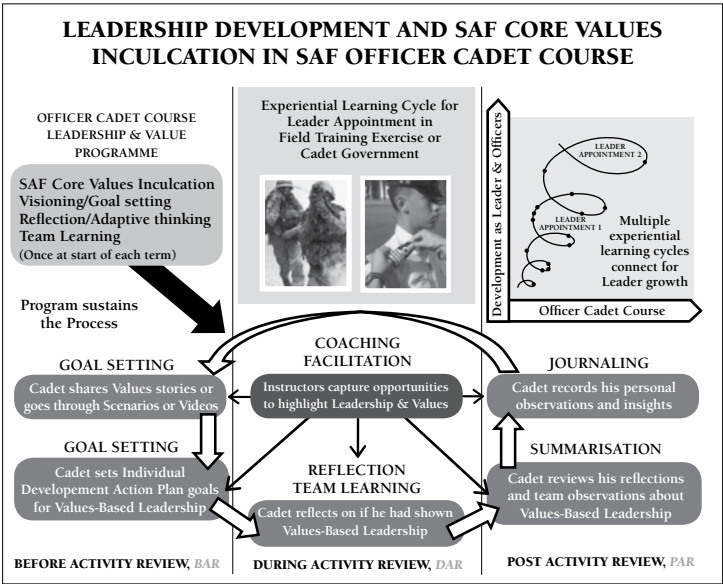 LEADERSHIP DEVELOPMENT AND SAF CORE VALUES
INCULCATION IN SAF OFFICER CADET COURSE
OFFICER CADET COURSE
LEADERSHIP & VALUE
PROGRAMME
SAF Core Values Inculcation
Visioning/Goal setting
Reflection/Adaptive thinking
Team Learning
(Once at start of each term)
Program sustains
the Process
Experiential Learning Cycle for
Leader Appointment in
Field Training Exercise or
Cadet Government
Development as Leader & Officers
LEADER
APPOINTMENT 2
LEADER
APPOINTMENT 1
Multiple
experiential
learning cycles
connect for
Leader growth
Officer Cadet Course
GOAL SETTING
Cadet shares Values stories or
goes through Scenarios or Videos
COACHING
FACILITATION
Instructors capture opportunities
to highlight Leadership & Values
JOURNALING
Cadet records his personal
observations and insights
GOAL SETTING
Cadet sets Individual
Developement Action Plan goals
for Values-Based Leadership
REFLECTION
TEAM LEARNING
Cadet reflects on if he had shown
Values-Based Leadership
SUMMARISATION
Cadet reviews his reflections
and team observations about
Values-Based Leadership
BEFORE ACTIVITY REVIEW, BAR
DURING ACTIVITY REVIEW, DAR
POST ACTIVITY REVIEW, PAR